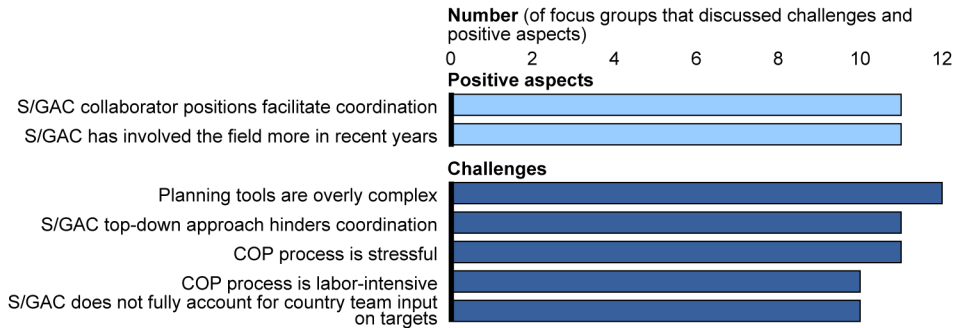 Number (of focus groups that discussed challenges and
positive aspects)
0 2 4 6 8 10 12
Positive aspects
S/GAC collaborator positions facilitate coordination
S/GAC has involved the field more in recent years
Challenges
Planning tools are overly complex
S/GAC top-down approach hinders coordination
COP process is stressful
COP process is labor-intensive
S/GAC does not fully account for country team input
on targets